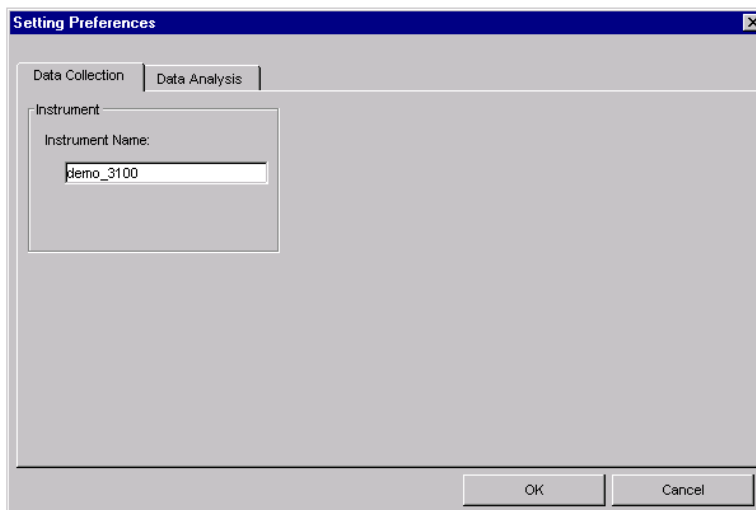 Setting Preferences
Data Collection
Data Analysis
Instrument
Instrument Name:
demo_3100
OK
Cancel